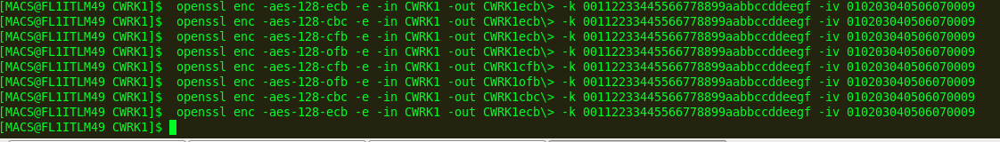 [MACS@FL1ITLM49 CWRK1]$ openssl enc -aes-128-ecb -e -in CWRK1 -out CWRK1ecb\> -k 00112233445566778899aabbccddeegf -iv 010203040506070009
[MACS@FL1ITLM49 CWRK1]$ openssl enc -aes-128-cbc -e -in CWRK1 -out CWRK1ecb\> -k 00112233445566778899aabbccddeegf -iv 010203040506070009
[MACS@FL1ITLM49 CWRK1]$ openssl enc -aes-128-cfb -e -in CWRK1 -out CWRK1ecb\> -k 00112233445566778899aabbccddeegf -iv 010203040506070009
[MACS@FL1ITLM49 CWRK1]$ openssl enc -aes-128-ofb -e -in CWRK1 -out CWRK1ecb\> -k 00112233445566778899aabbccddeegf -iv 010203040506070009
[MACS@FL1ITLM49 CWRK1]$ openssl enc -aes-128-cfb -e -in CWRK1 -out CWRK1cfb\> -k 00112233445566778899aabbccddeegf -iv 010203040506070009
[MACS@FL1ITLM49 CWRK1]$ openssl enc -aes-128-ofb -e -in CWRK1 -out CWRK1ofb\> -k 00112233445566778899aabbccddeegf -iv 010203040506070009
[MACS@FL1ITLM49 CWRK1]$ openssl enc -aes-128-cbc -e -in CWRK1 -out CWRK1cbc\> -k 00112233445566778899aabbccddeegf -iv 010203040506070009
[MACS@FL1ITLM49 CWRK1]$ openssl enc -aes-128-ecb -e -in CWRK1 -out CWRK1ecb\> -k 00112233445566778899aabbccddeegf -iv 010203040506070009
[MACS@FL1ITLM49 CWRK1]$